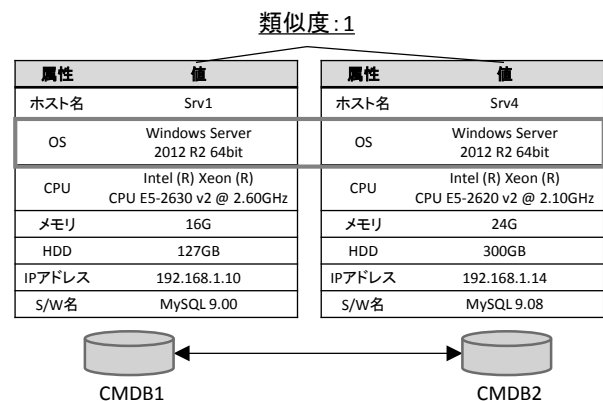 類似度:1
属性 値
ホスト名 Srv1
OS Windows Server
2012 R2 64bit
CPU Intel (R) Xeon (R)
CPU E5-2630 v2 @ 2.60GHz
メモリ 16G
HDD 127GB
IPアドレス 192.168.1.10
S/W名 MySQL 9.00
属性 値
ホスト名 Srv4
OS Windows Server
2012 R2 64bit
CPU Intel (R) Xeon (R)
CPU E5-2620 v2 @ 2.10GHz
メモリ 24G
HDD 300GB
IPアドレス 192.168.1.14
S/W名 MySQL 9.08
CMDB1
CMDB2